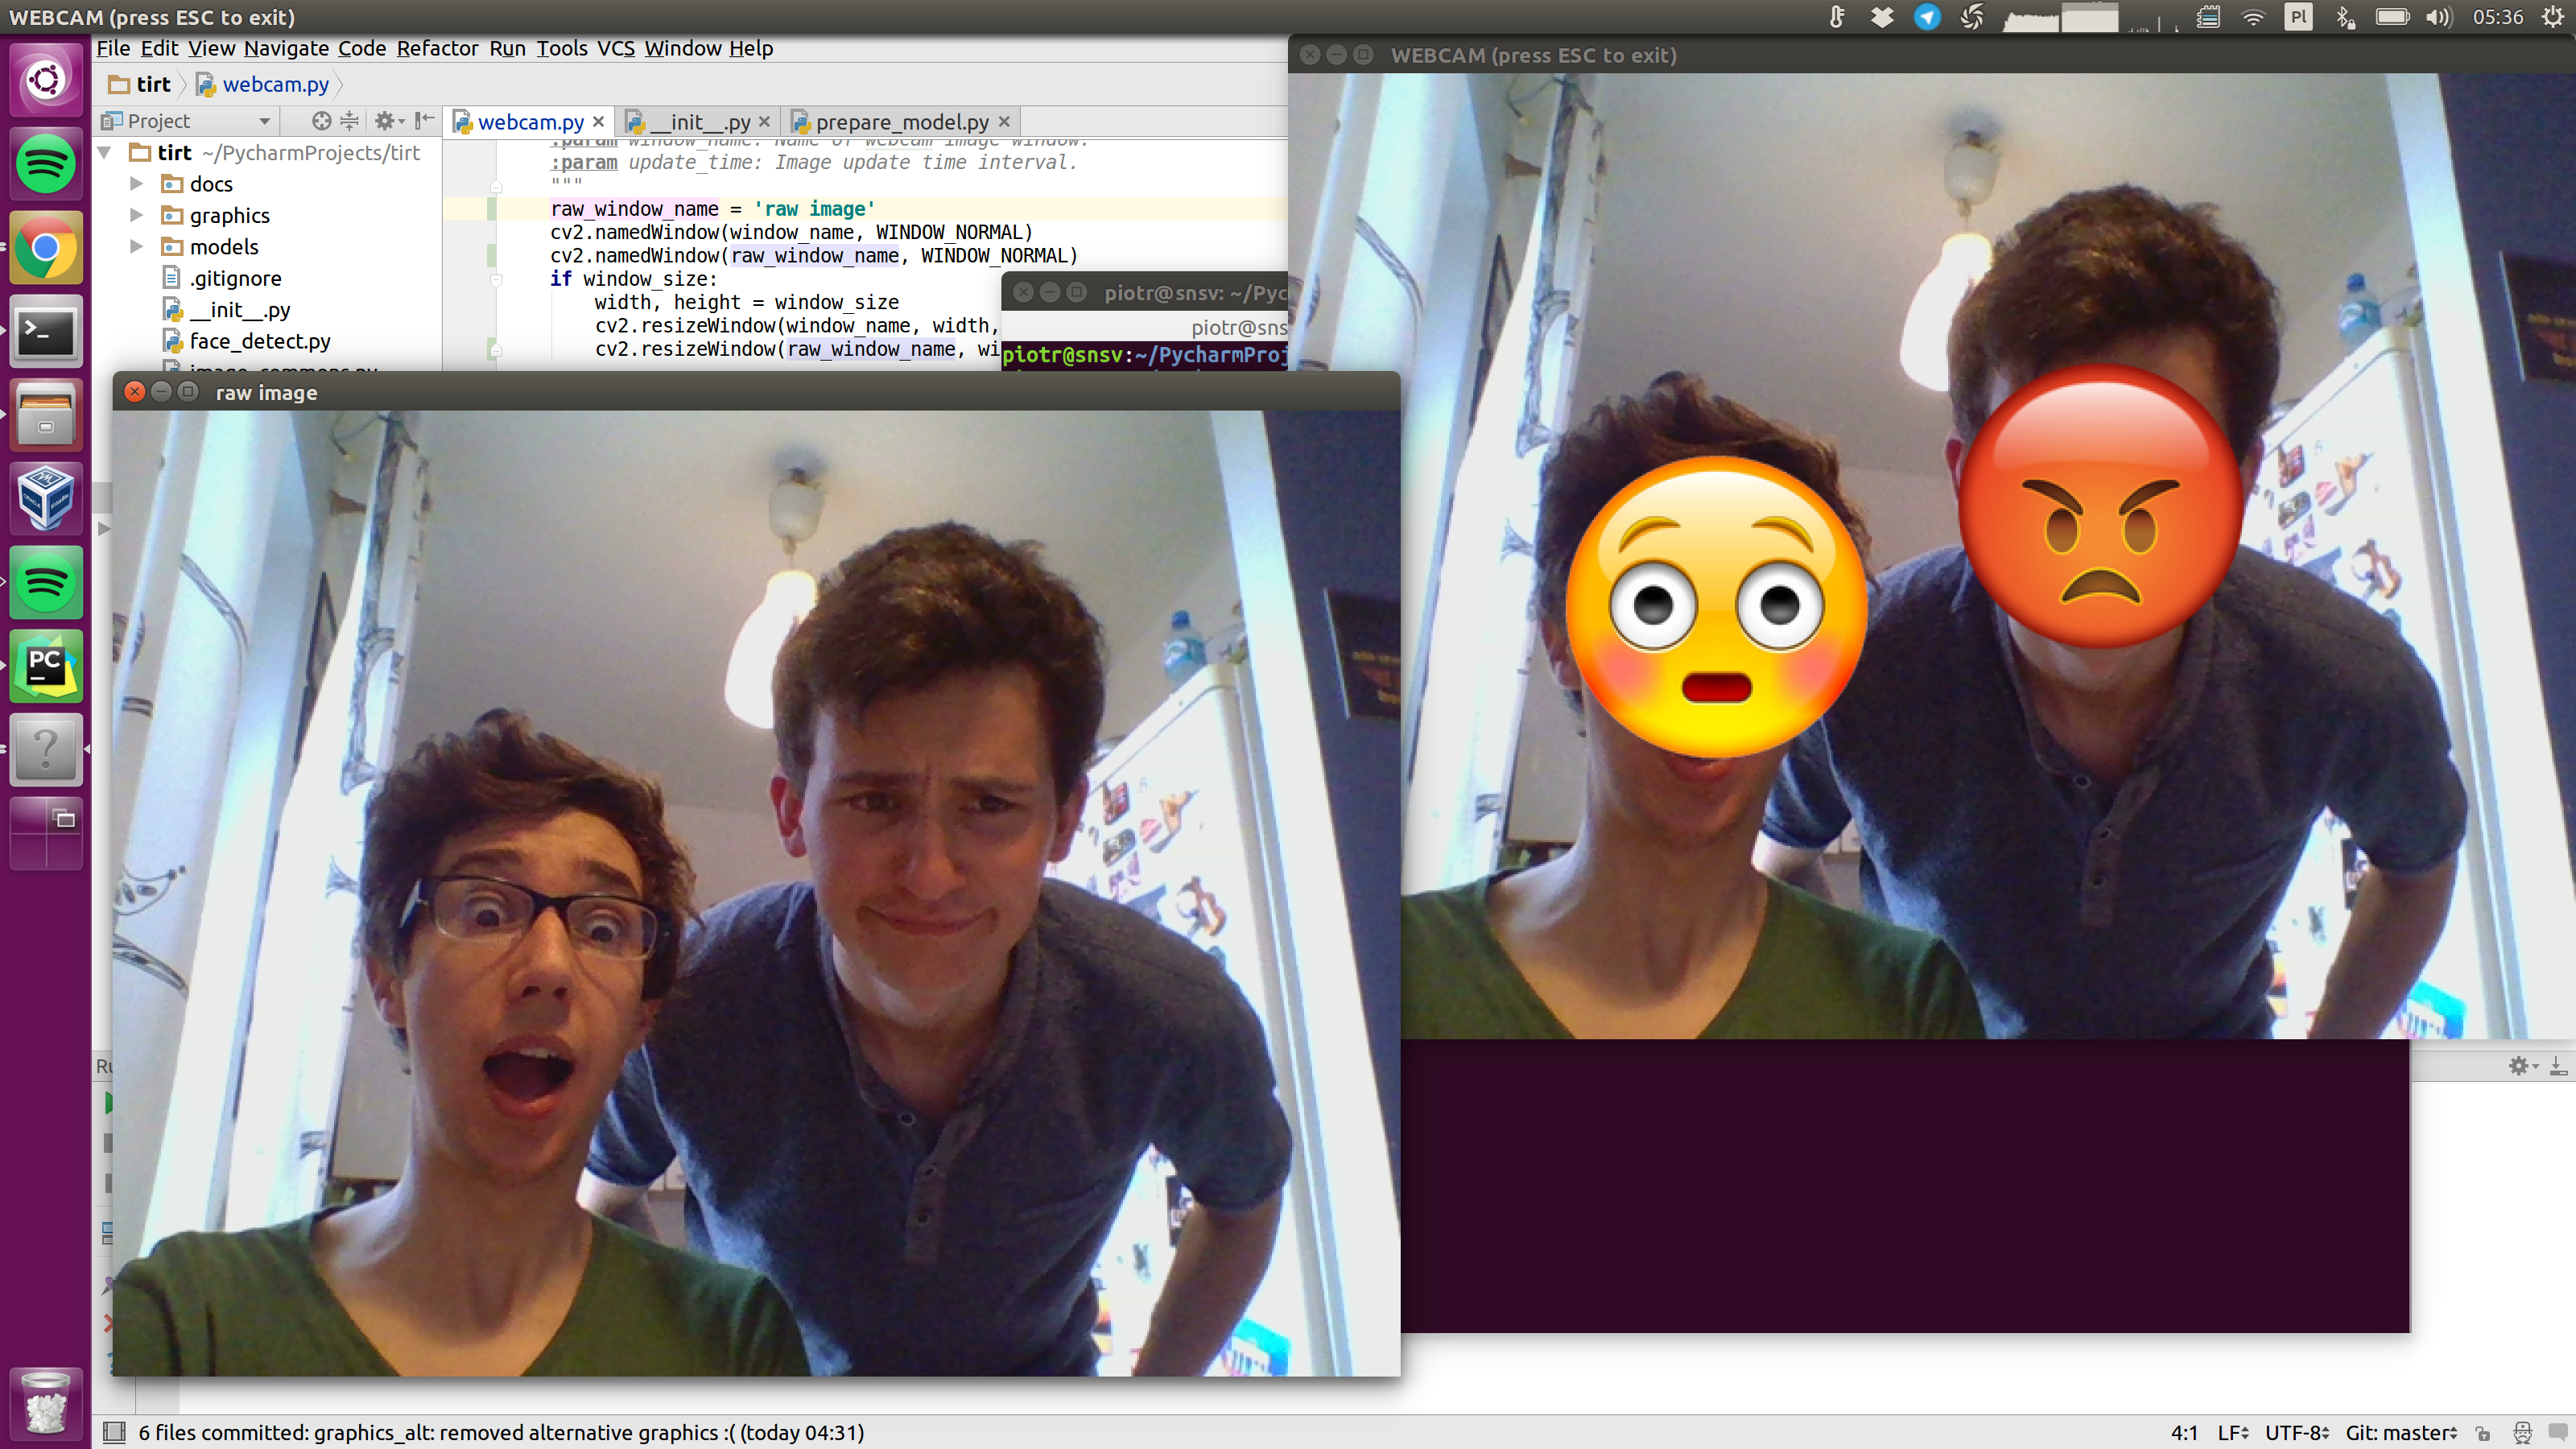 WEBCAM (press ESC to exit)
Pl
05:36
File Edit View Navigate Code Refactor Run Tools VCS Window Help
WEBCAM (press ESC to exit)
tirt
webcam.py
Project
webcam.py
__init__.py
prepare_model.py
tirt ~/PycharmProjects/tirt
docs
graphics
models
.gitignore
__init__.py
face_detect.py
:param window_name: Name of webcam image window.
:param update_time: Image update time interval.
"""
raw_window_name = 'raw image'
cv2.namedWindow(window_name, WINDOW_NORMAL)
cv2.namedWindow(raw_window_name, WINDOW_NORMAL)
if window_size:
width, height = window_size
cv2.resizeWindow(window_name, width,
cv2.resizeWindow(raw_window_name, wi
piotr@snsv: ~/Pyc
piotr@sns
piotr@snsv:~/PycharmProj
raw image
PC
Ru
6 files committed: graphics_alt: removed alternative graphics :( (today 04:31)
4:1 LF UTF-8 Git: master